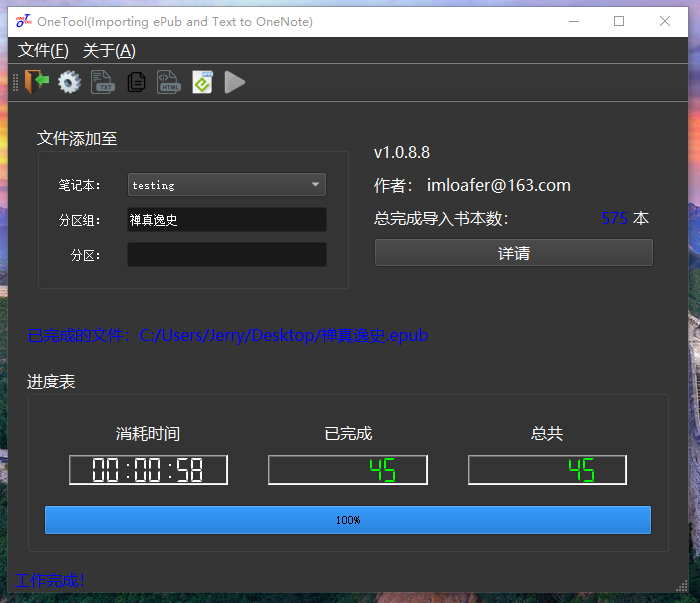 OneTool(Importing ePub and Text to OneNote)
文件(F) 关于(A)
TXT HTML
文件添加至
v1.0.8.8
笔记本： testing
作者： imloafer@163.com
分区组： 禅真逸史
总完成导入书本数： 575 本
分区：
详请
已完成的文件：C:/Users/Jerry/Desktop/禅真逸史.epub
进度表
消耗时间 已完成 总共
00:00:58 45 45
100%
工作完成！